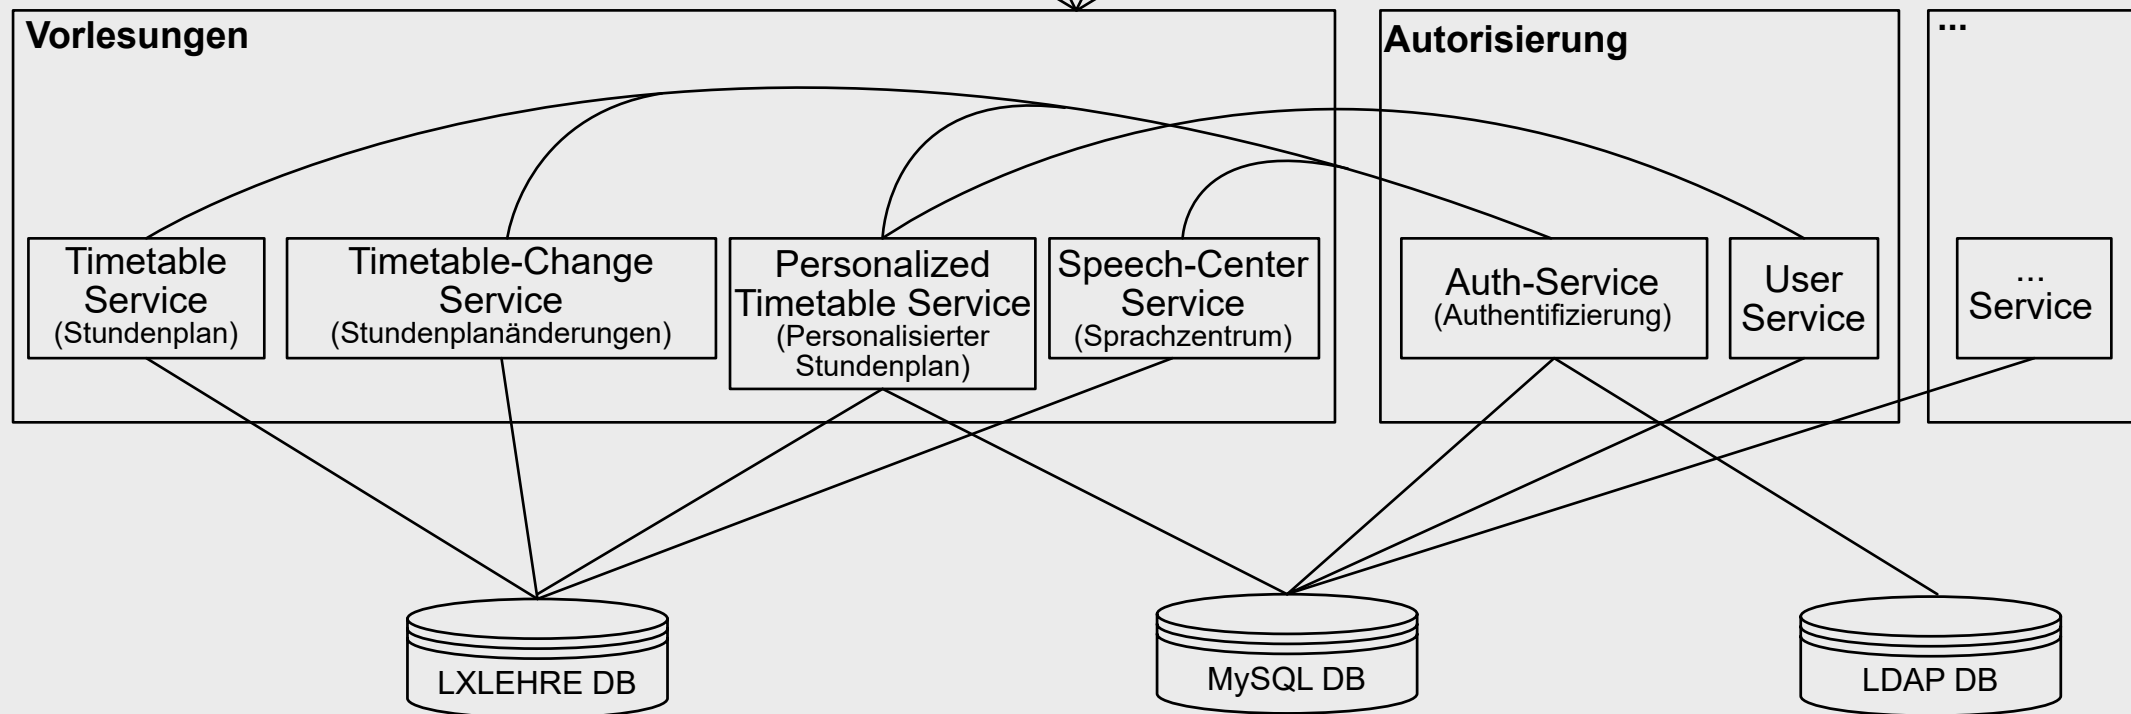 Vorlesungen
Autorisierung
...
Timetable
Service
(Stundenplan)
Timetable-Change
Service
(Stundenplanänderungen)
Personalized
Timetable Service
(Personalisierter
Stundenplan)
Speech-Center
Service
(Sprachzentrum)
Auth-Service
(Authentifizierung)
User
Service
...
Service
LXLEHRE DB
MySQL DB
LDAP DB